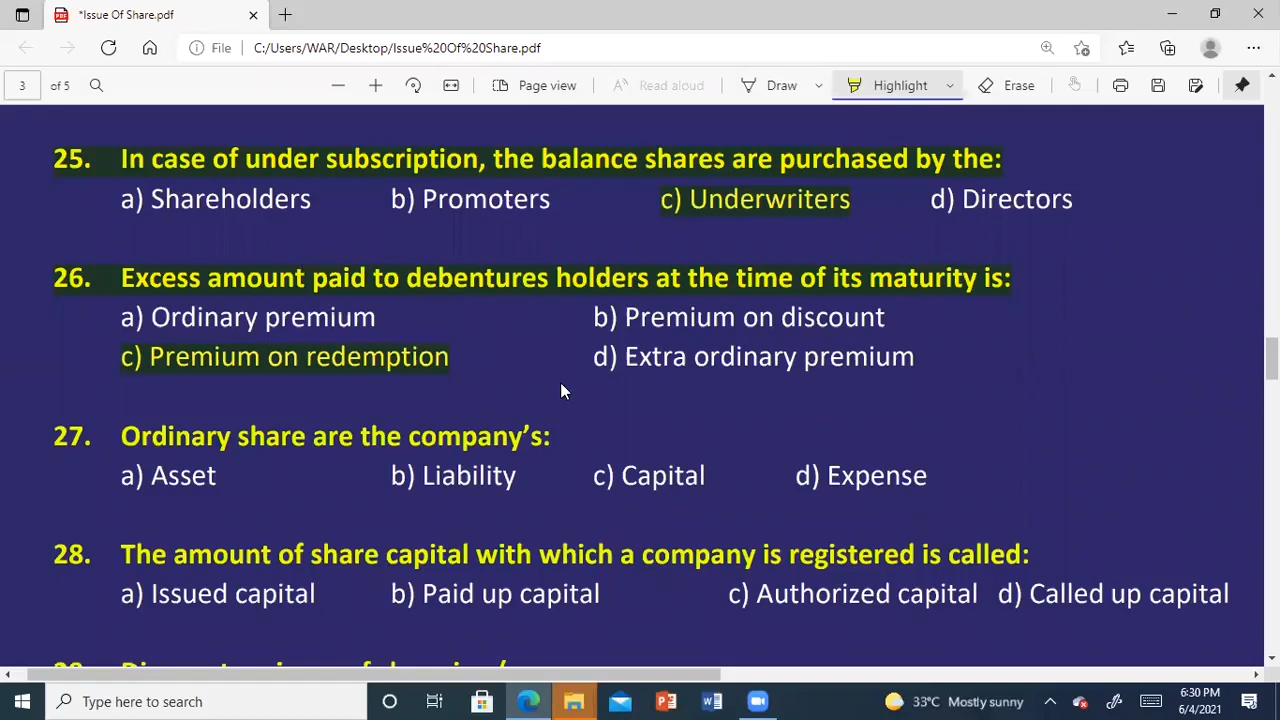 *Issue Of Share.pdf
File C:/Users/WAR/Desktop/Issue%20Of%20Share.pdf
3 of 5 Page view Read aloud Draw Highlight Erase
25. In case of under subscription, the balance shares are purchased by the:
a) Shareholders b) Promoters c) Underwriters d) Directors
26. Excess amount paid to debentures holders at the time of its maturity is:
a) Ordinary premium b) Premium on discount
c) Premium on redemption d) Extra ordinary premium
27. Ordinary share are the company’s:
a) Asset b) Liability c) Capital d) Expense
28. The amount of share capital with which a company is registered is called:
a) Issued capital b) Paid up capital c) Authorized capital d) Called up capital
Type here to search 33°C Mostly sunny 6:30 PM
6/4/2021